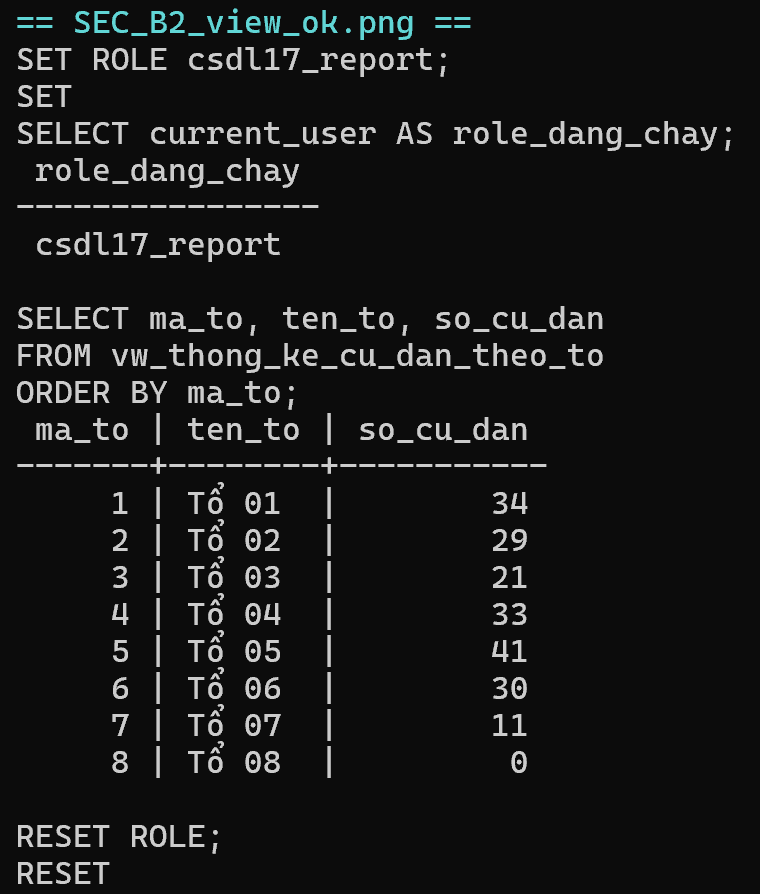 == SEC_B2_view_ok.png ==
SET ROLE csdl17_report;
SET
SELECT current_user AS role_dang_chay;
 role_dang_chay
----------------
 csdl17_report

SELECT ma_to, ten_to, so_cu_dan
FROM vw_thong_ke_cu_dan_theo_to
ORDER BY ma_to;
 ma_to | ten_to | so_cu_dan
-------+--------+-----------
     1 | Tổ 01  |        34
     2 | Tổ 02  |        29
     3 | Tổ 03  |        21
     4 | Tổ 04  |        33
     5 | Tổ 05  |        41
     6 | Tổ 06  |        30
     7 | Tổ 07  |        11
     8 | Tổ 08  |         0

RESET ROLE;
RESET